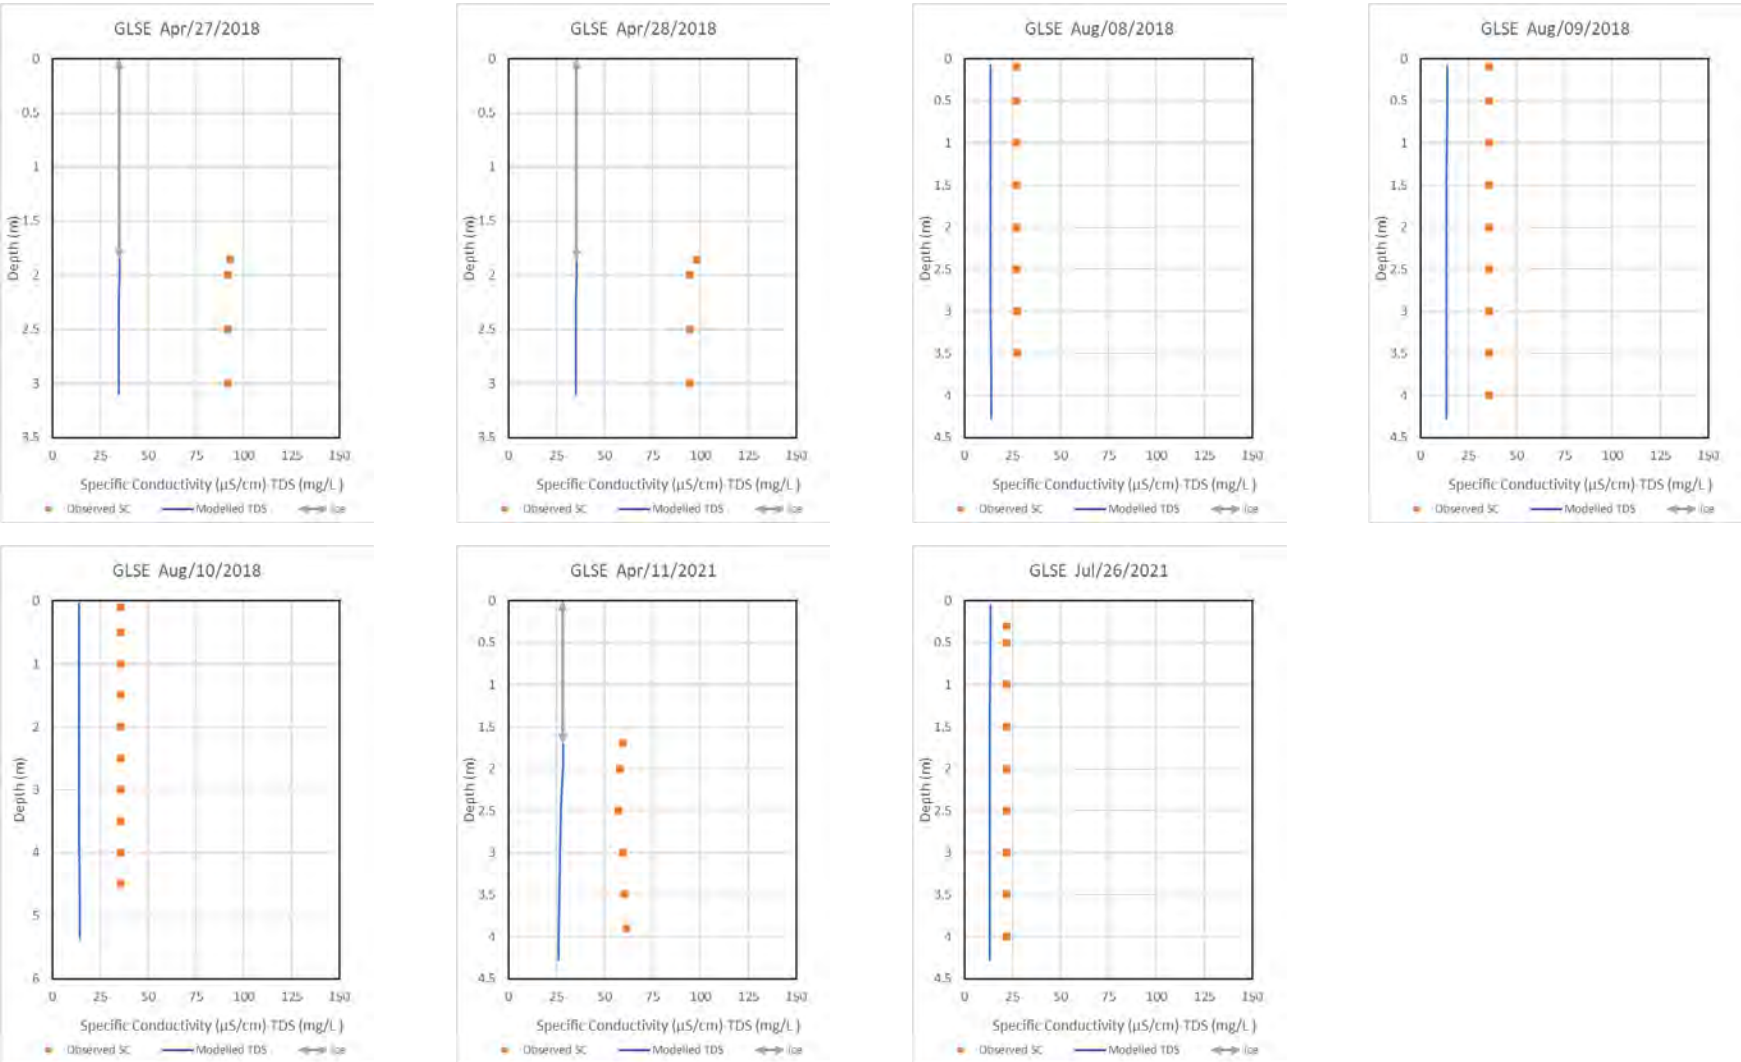 GLSE Apr/27/2018
0
0.5
1
1.5
2
2.5
3
3.5
Depth (m)
0 25 50 75 100 125 150
Specific Conductivity (µS/cm) TDS (mg/L)
Observed SC Modelled TDS Ice
GLSE Apr/28/2018
0
0.5
1
1.5
2
2.5
3
3.5
Depth (m)
0 25 50 75 100 125 150
Specific Conductivity (µS/cm) TDS (mg/L)
Observed SC Modelled TDS Ice
GLSE Aug/08/2018
0
0.5
1
1.5
2
2.5
3
3.5
4
4.5
Depth (m)
0 25 50 75 100 125 150
Specific Conductivity (µS/cm) TDS (mg/L)
Observed SC Modelled TDS Ice
GLSE Aug/09/2018
0
0.5
1
1.5
2
2.5
3
3.5
4
4.5
Depth (m)
0 25 50 75 100 125 150
Specific Conductivity (µS/cm) TDS (mg/L)
Observed SC Modelled TDS Ice
GLSE Aug/10/2018
0
1
2
3
4
5
6
Depth (m)
0 25 50 75 100 125 150
Specific Conductivity (µS/cm) TDS (mg/L)
Observed SC Modelled TDS Ice
GLSE Apr/11/2021
0
0.5
1
1.5
2
2.5
3
3.5
4
4.5
Depth (m)
0 25 50 75 100 125 150
Specific Conductivity (µS/cm) TDS (mg/L)
Observed SC Modelled TDS Ice
GLSE Jul/26/2021
0
0.5
1
1.5
2
2.5
3
3.5
4
4.5
Depth (m)
0 25 50 75 100 125 150
Specific Conductivity (µS/cm) TDS (mg/L)
Observed SC Modelled TDS Ice